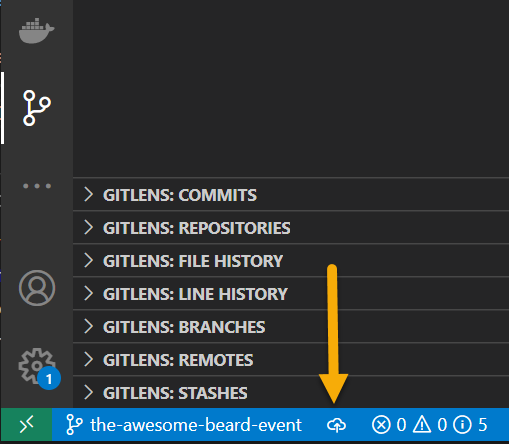 GITLENS: COMMITS
GITLENS: REPOSITORIES
GITLENS: FILE HISTORY
GITLENS: LINE HISTORY
GITLENS: BRANCHES
GITLENS: REMOTES
1
GITLENS: STASHES
the-awesome-beard-event 0 0 5